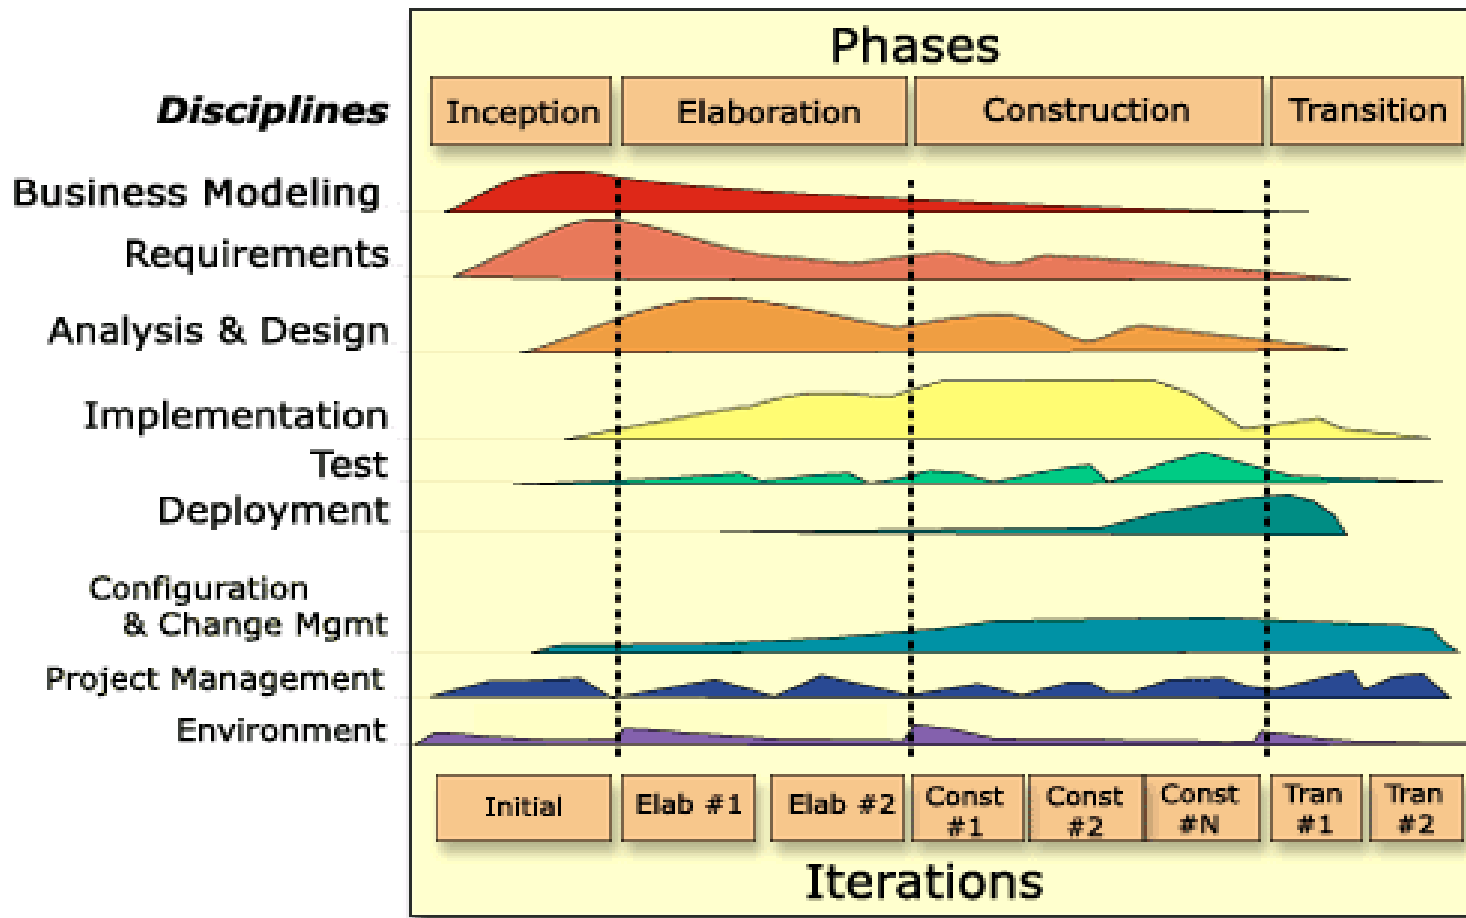 Phases
Disciplines
Inception
Elaboration
Construction
Transition
Business Modeling
Requirements
Analysis & Design
Implementation
Test
Deployment
Configuration
& Change Mgmt
Project Management
Environment
Initial
Elab #1
Elab #2
Const
#1
Const
#2
Const
#N
Tran
#1
Tran
#2
Iterations